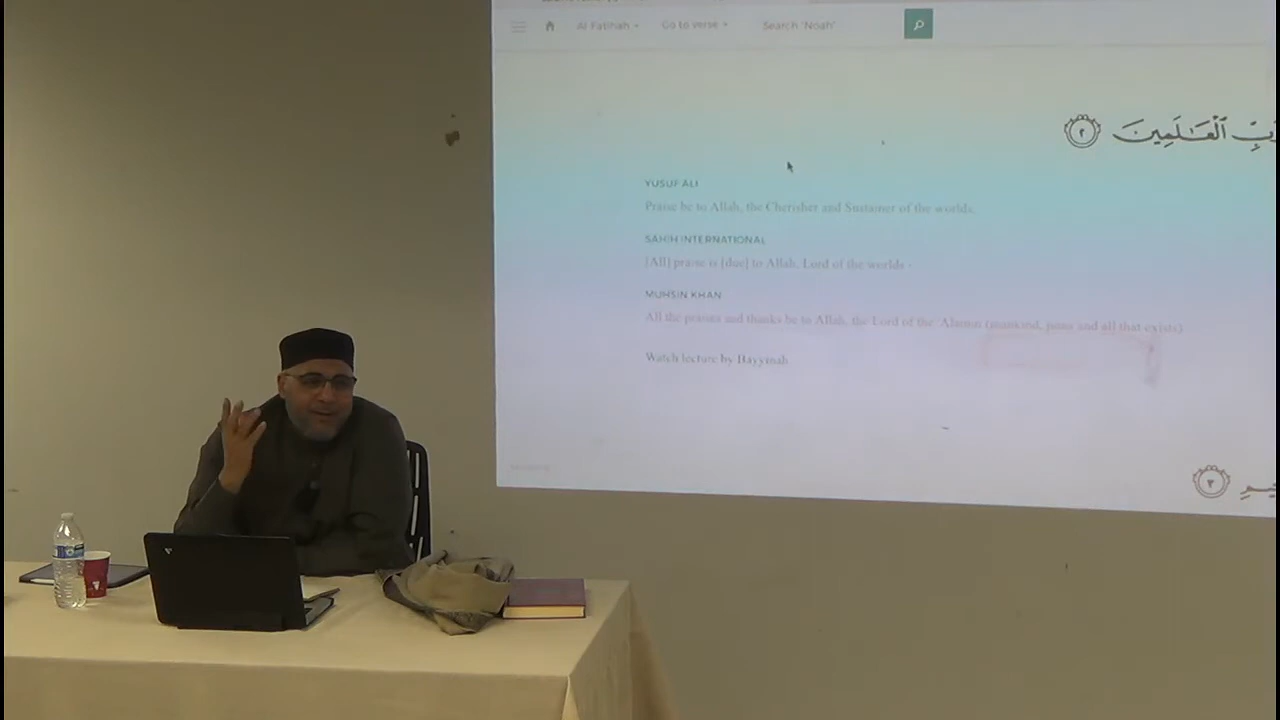 Al Fatihah Go to verse Search "Noah"
رَبِّ ٱلْعَـٰلَمِينَ ٢
YUSUF ALI
Praise be to Allah, the Cherisher and Sustainer of the worlds;
SAHIH INTERNATIONAL
[All] praise is [due] to Allah, Lord of the worlds -
MUHSIN KHAN
All the praises and thanks be to Allah, the Lord of the 'Alamin (mankind, jinns and all that exists)
Watch lecture by Bayyinah
٣